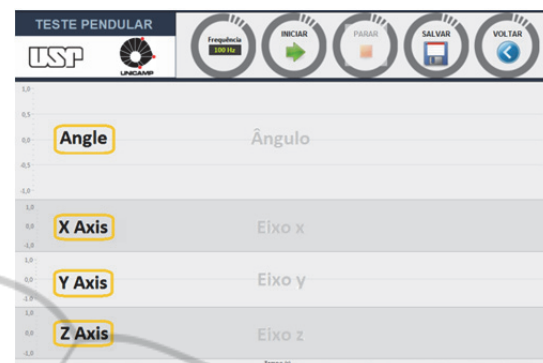 TESTE PENDULAR
USP
UNICAMP
Frequência
100 Hz
INICIAR
PARAR
SALVAR
VOLTAR
1,0
0,5
0,0
-0,5
-1,0
Angle
Ângulo
1,0
0,0
-1,0
X Axis
Eixo x
1,0
0,0
-1,0
Y Axis
Eixo y
1,0
0,0
-1,0
Z Axis
Eixo z